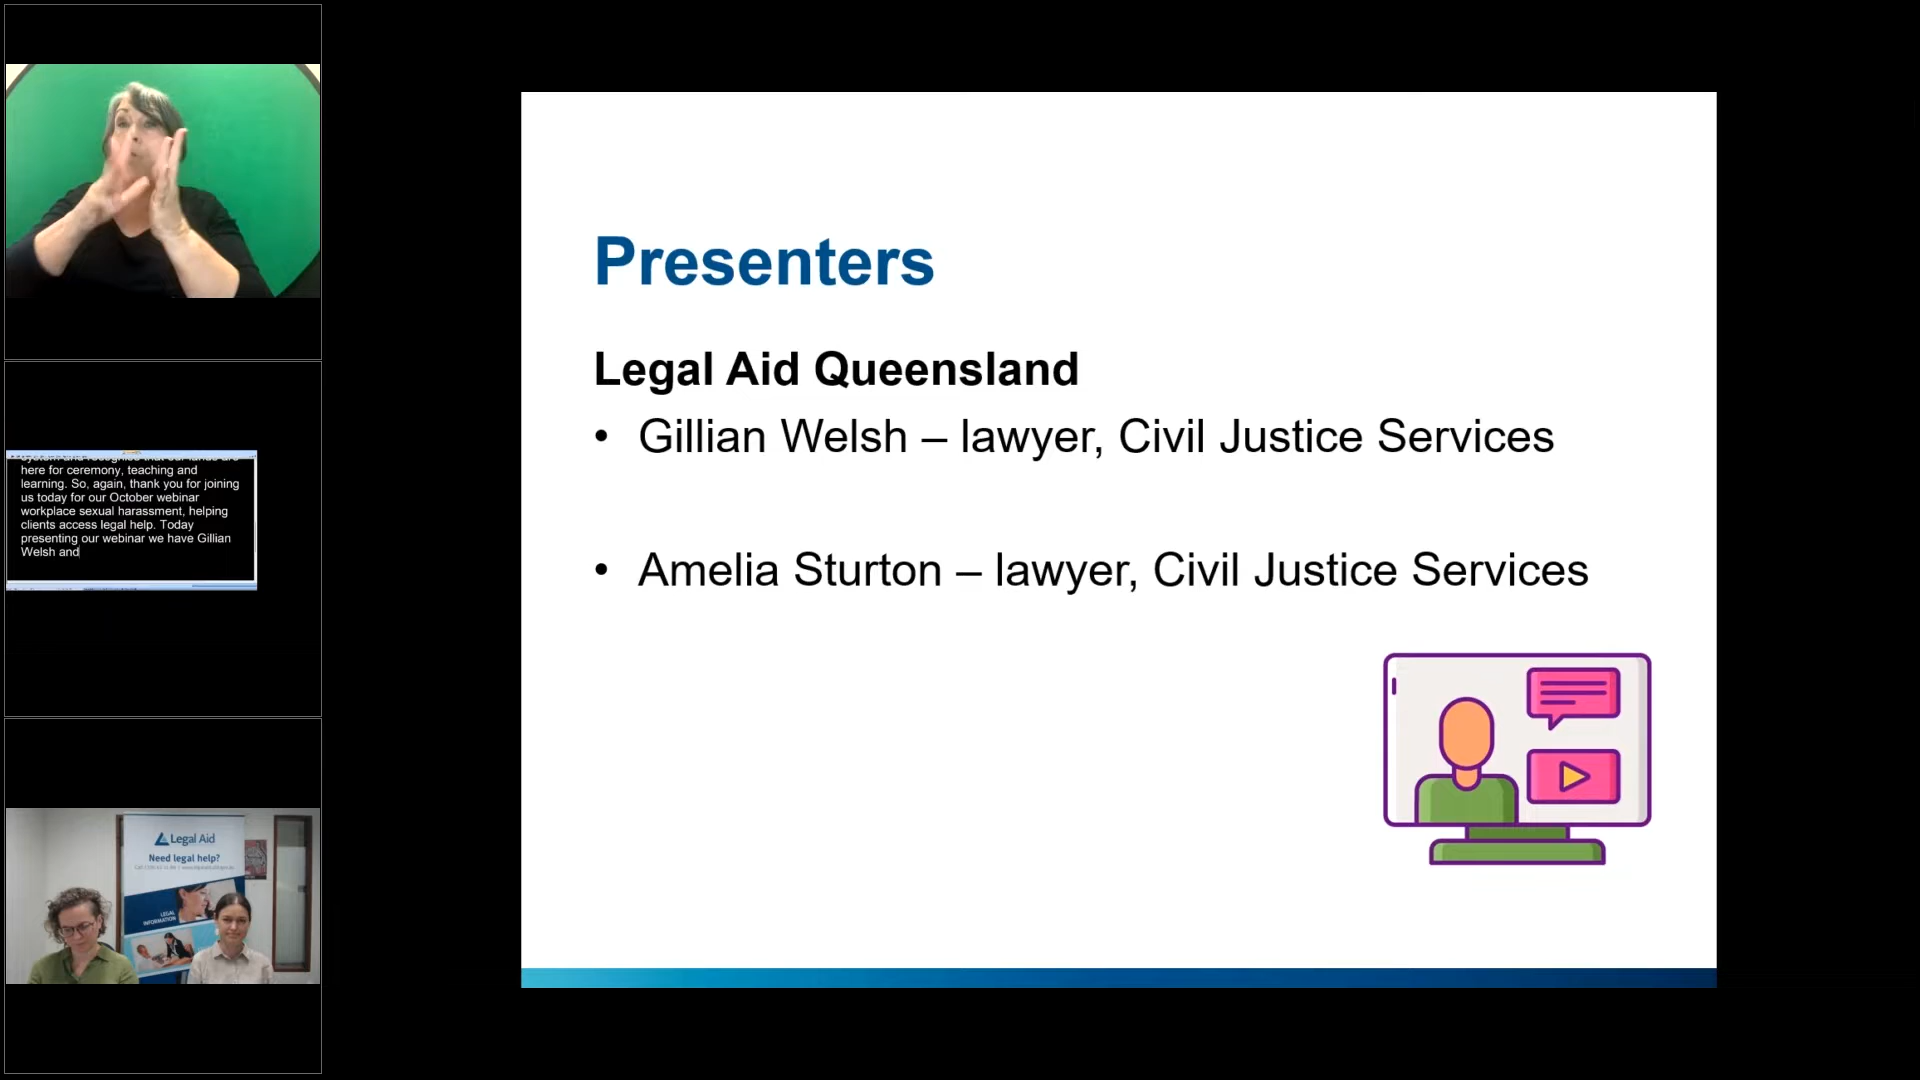 Presenters
Legal Aid Queensland
• Gillian Welsh – lawyer, Civil Justice Services
• Amelia Sturton – lawyer, Civil Justice Services
here for ceremony, teaching and
learning. So, again, thank you for joining
us today for our October webinar
workplace sexual harassment, helping
clients access legal help. Today
presenting our webinar we have Gillian
Welsh and
Legal Aid
Need legal help?
LEGAL
INFORMATION